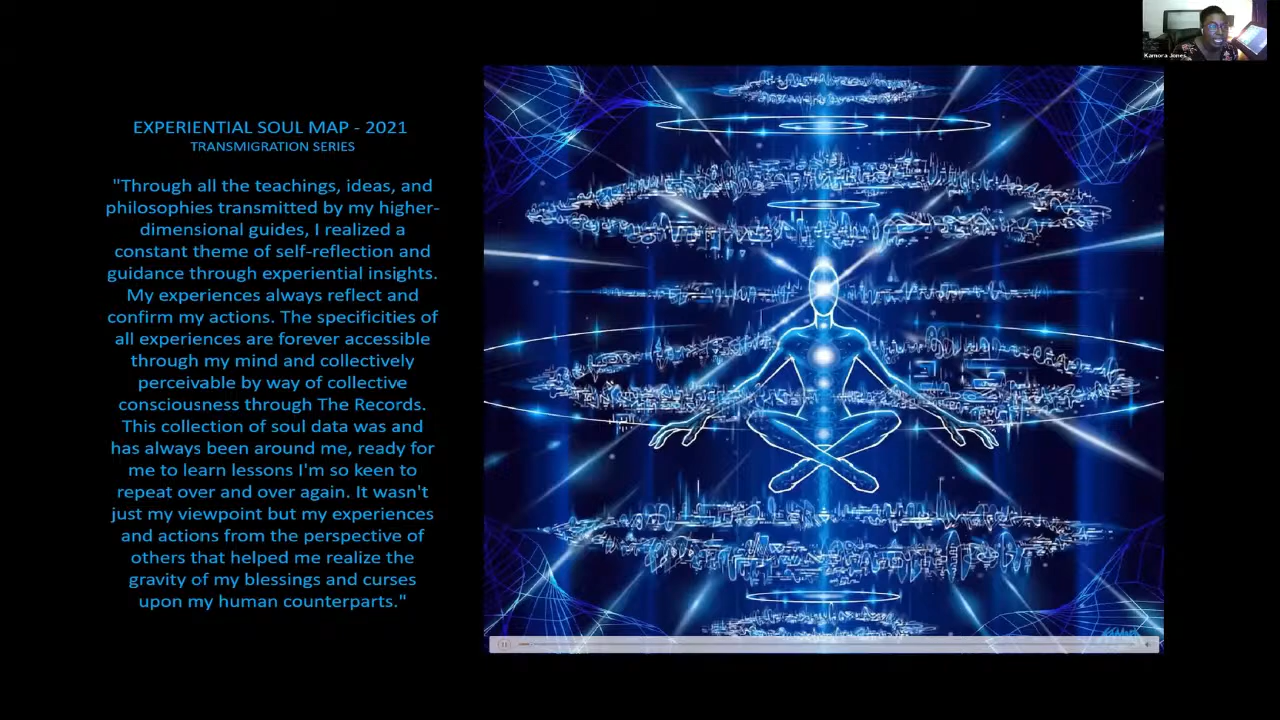 Kamora Jones
EXPERIENTIAL SOUL MAP - 2021
TRANSMIGRATION SERIES
"Through all the teachings, ideas, and
philosophies transmitted by my higher-
dimensional guides, I realized a
constant theme of self-reflection and
guidance through experiential insights.
My experiences always reflect and
confirm my actions. The specificities of
all experiences are forever accessible
through my mind and collectively
perceivable by way of collective
consciousness through The Records.
This collection of soul data was and
has always been around me, ready for
me to learn lessons I'm so keen to
repeat over and over again. It wasn't
just my viewpoint but my experiences
and actions from the perspective of
others that helped me realize the
gravity of my blessings and curses
upon my human counterparts."